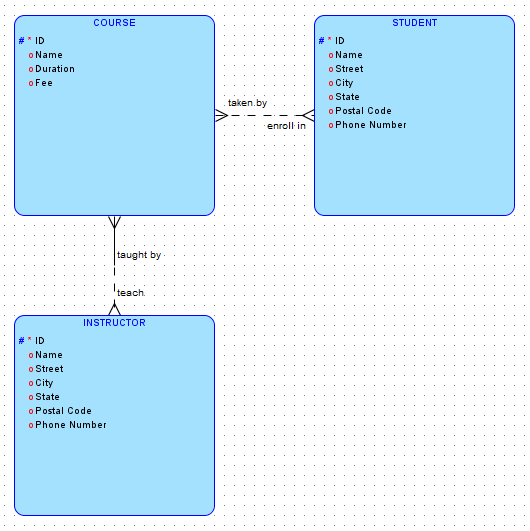 COURSE
# * ID
o Name
o Duration
o Fee
STUDENT
# * ID
o Name
o Street
o City
o State
o Postal Code
o Phone Number
taken by
enroll in
taught by
teach
INSTRUCTOR
# * ID
o Name
o Street
o City
o State
o Postal Code
o Phone Number